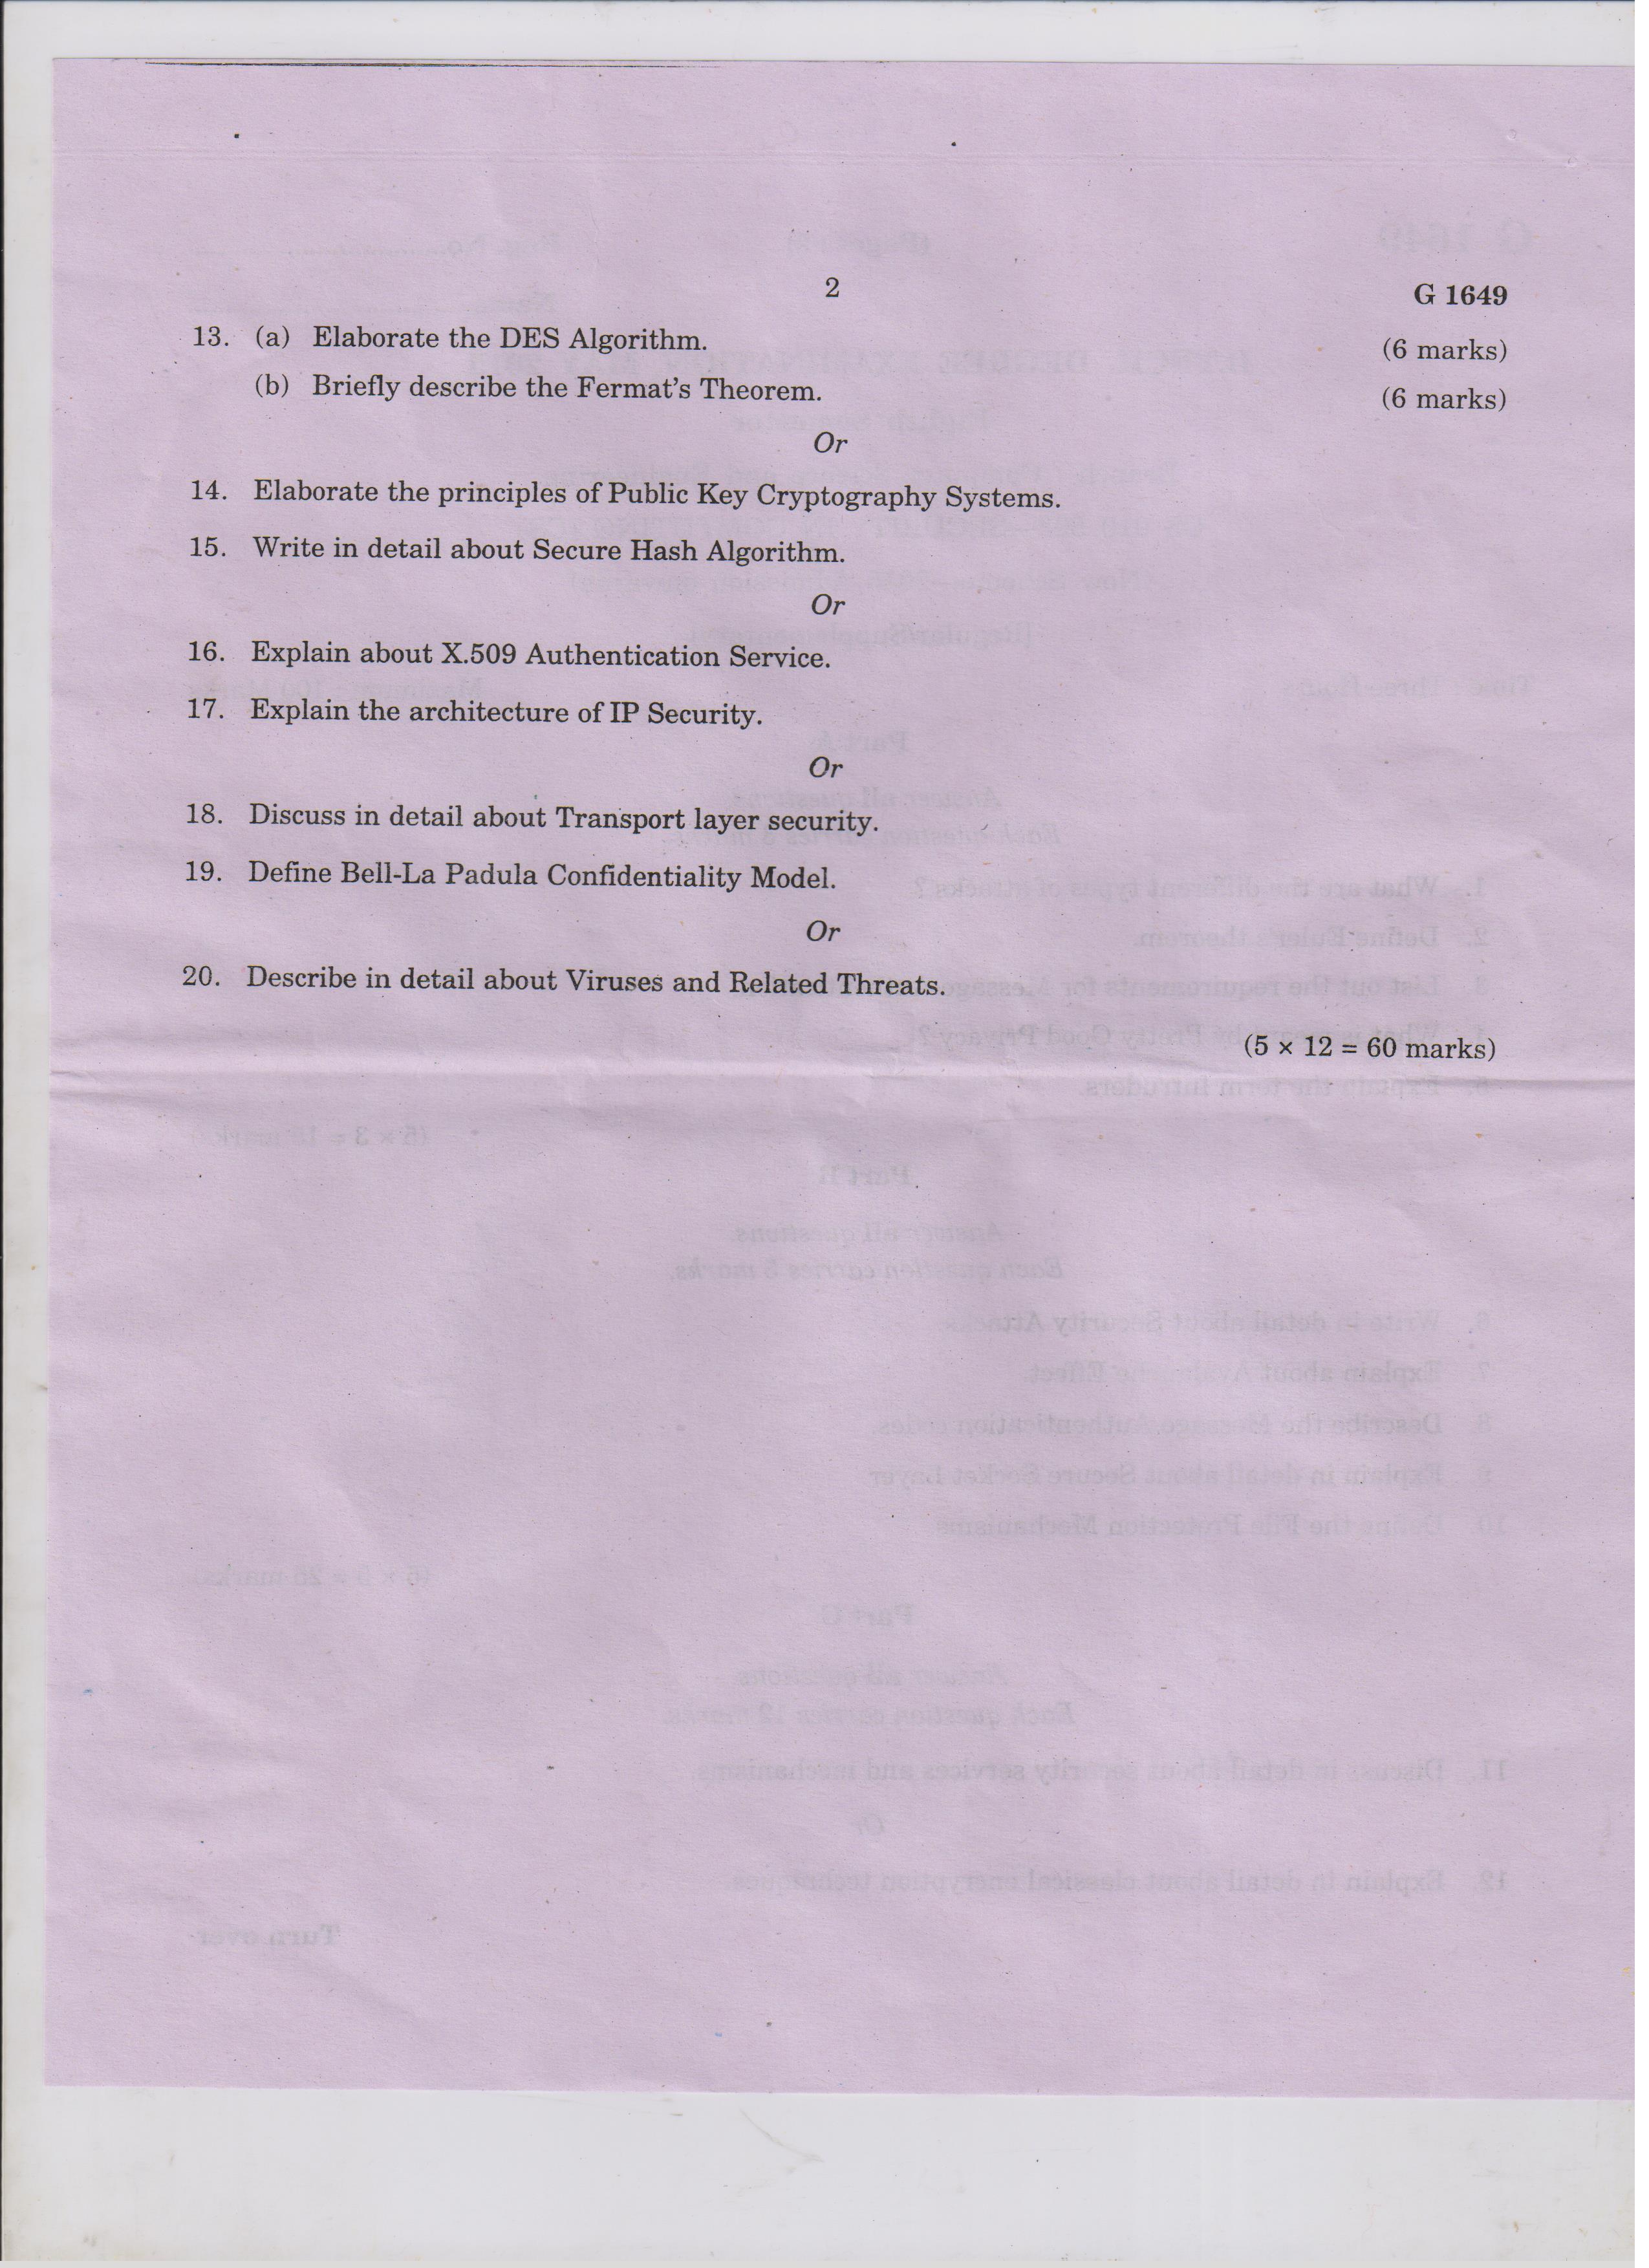 2
G 1649
13. (a) Elaborate the DES Algorithm. (6 marks)
(b) Briefly describe the Fermat's Theorem. (6 marks)
Or
14. Elaborate the principles of Public Key Cryptography Systems.
15. Write in detail about Secure Hash Algorithm.
Or
16. Explain about X.509 Authentication Service.
17. Explain the architecture of IP Security.
Or
18. Discuss in detail about Transport layer security.
19. Define Bell-La Padula Confidentiality Model.
Or
20. Describe in detail about Viruses and Related Threats.
(5 × 12 = 60 marks)